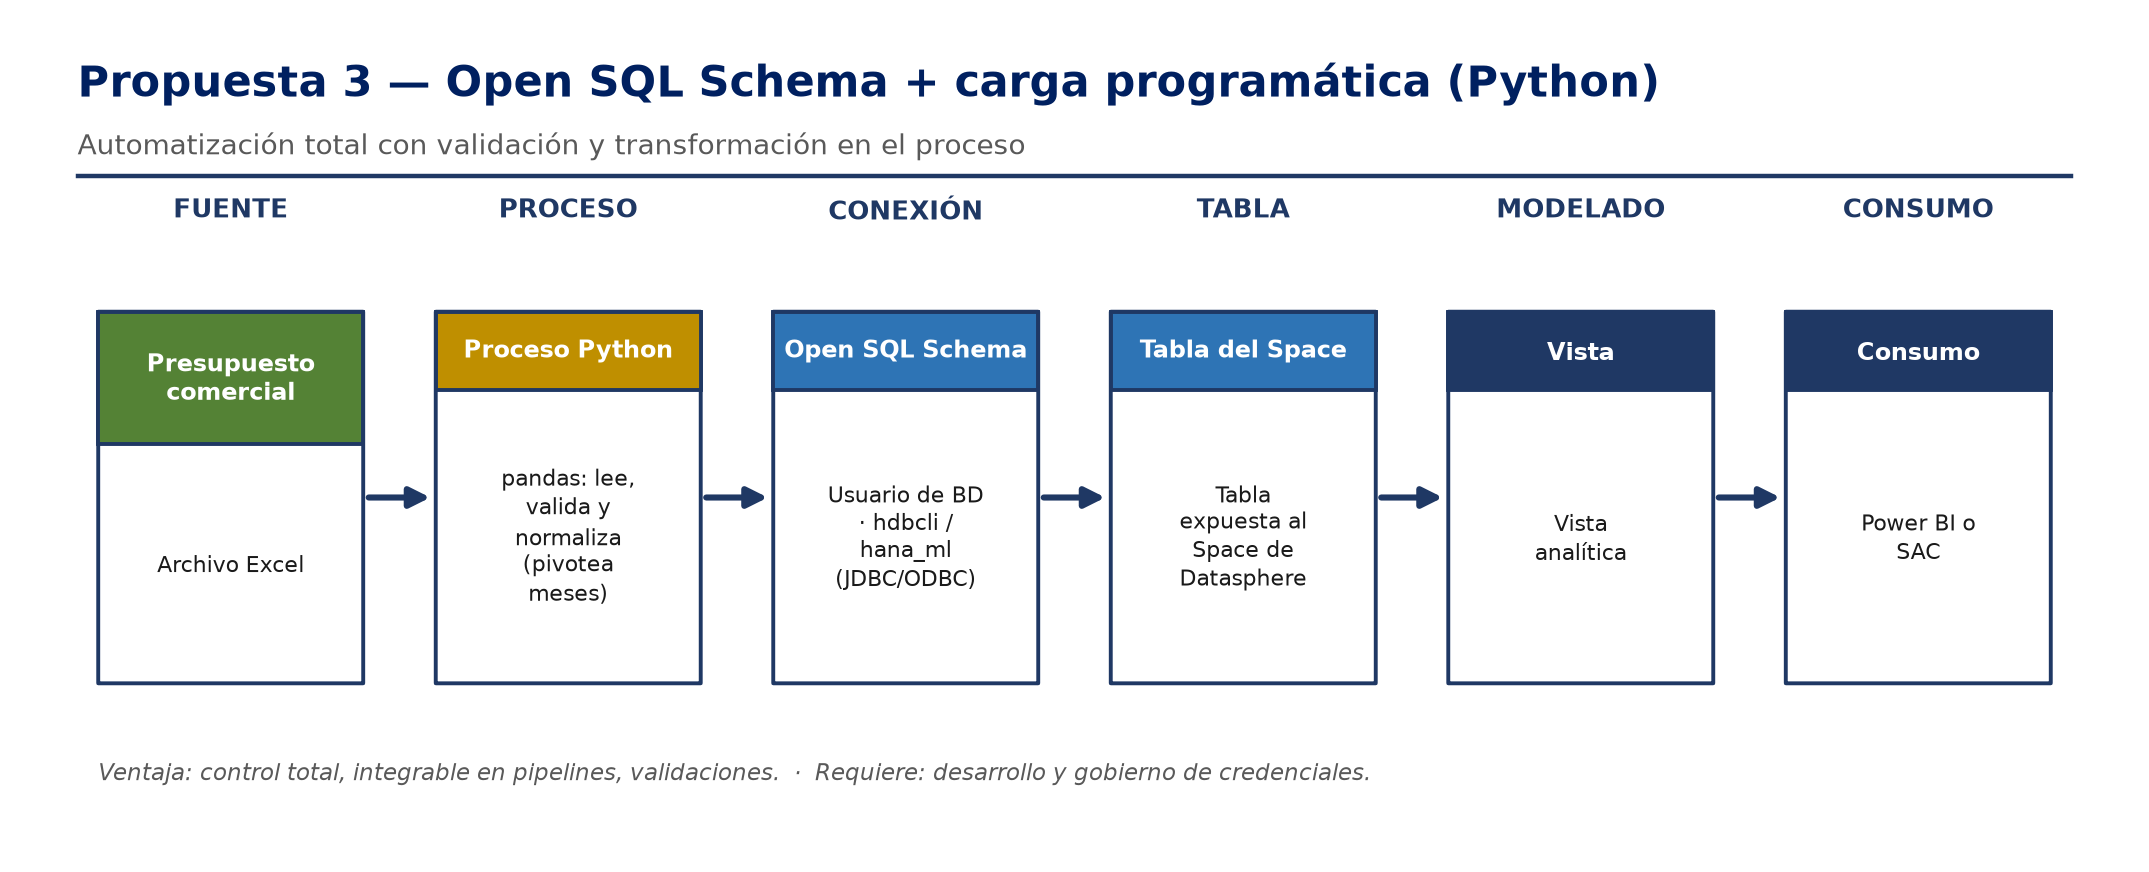 Propuesta 3 — Open SQL Schema + carga programática (Python)
Automatización total con validación y transformación en el proceso
FUENTE
PROCESO
CONEXIÓN
TABLA
MODELADO
CONSUMO
Presupuesto
comercial
Archivo Excel
Proceso Python
pandas: lee,
valida y
normaliza
(pivotea
meses)
Open SQL Schema
Usuario de BD
· hdbcli /
hana_ml
(JDBC/ODBC)
Tabla del Space
Tabla
expuesta al
Space de
Datasphere
Vista
Vista
analítica
Consumo
Power BI o
SAC
Ventaja: control total, integrable en pipelines, validaciones.  ·  Requiere: desarrollo y gobierno de credenciales.